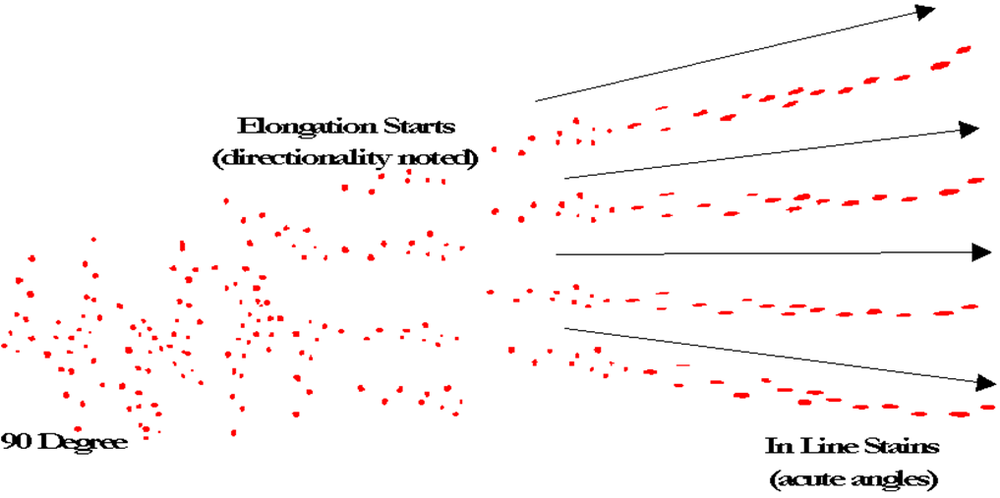 Elongation Starts
(directionality noted)
90 Degree
In Line Stains
(acute angles)